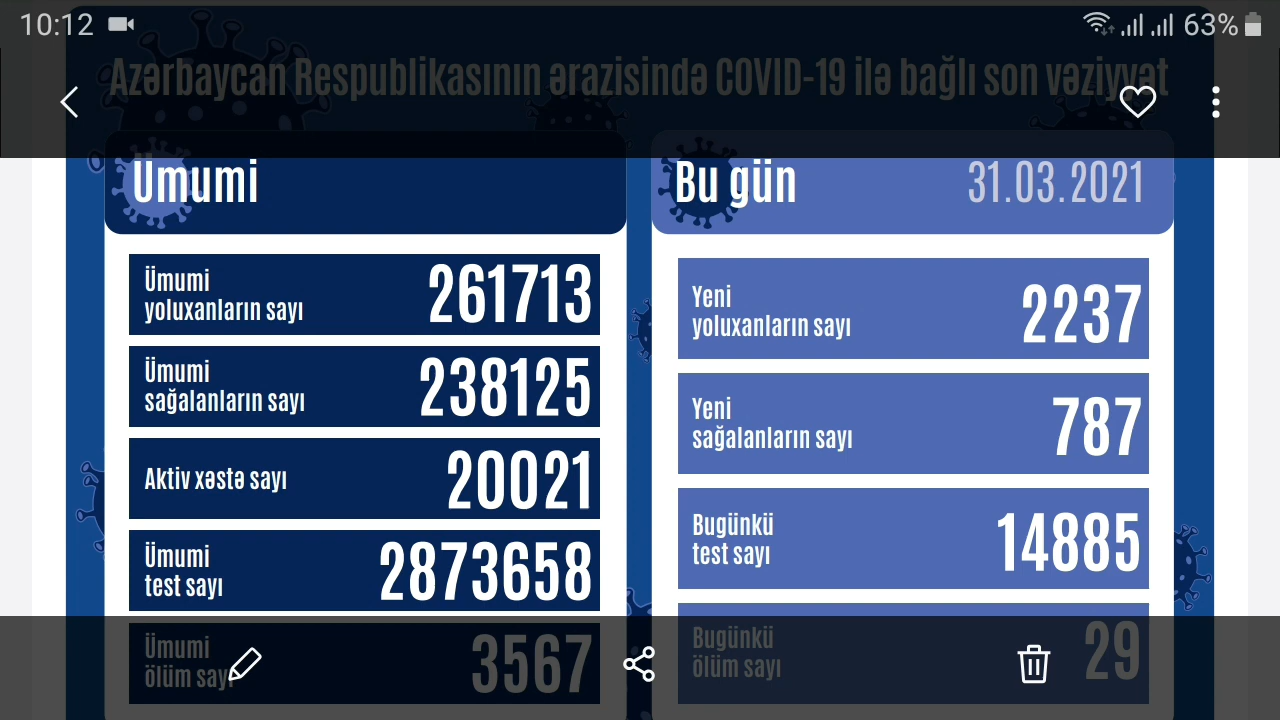 10:12
63%
Azərbaycan Respublikasının ərazisində COVID-19 ilə bağlı son vəziyyət
Ümumi
Ümumi
yoluxanların sayı
261713
Ümumi
sağalanların sayı
238125
Aktiv xəstə sayı
20021
Ümumi
test sayı
2873658
Ümumi
ölüm sayı
3567
Bu gün
31.03.2021
Yeni
yoluxanların sayı
2237
Yeni
sağalanların sayı
787
Bugünkü
test sayı
14885
Bugünkü
ölüm sayı
29